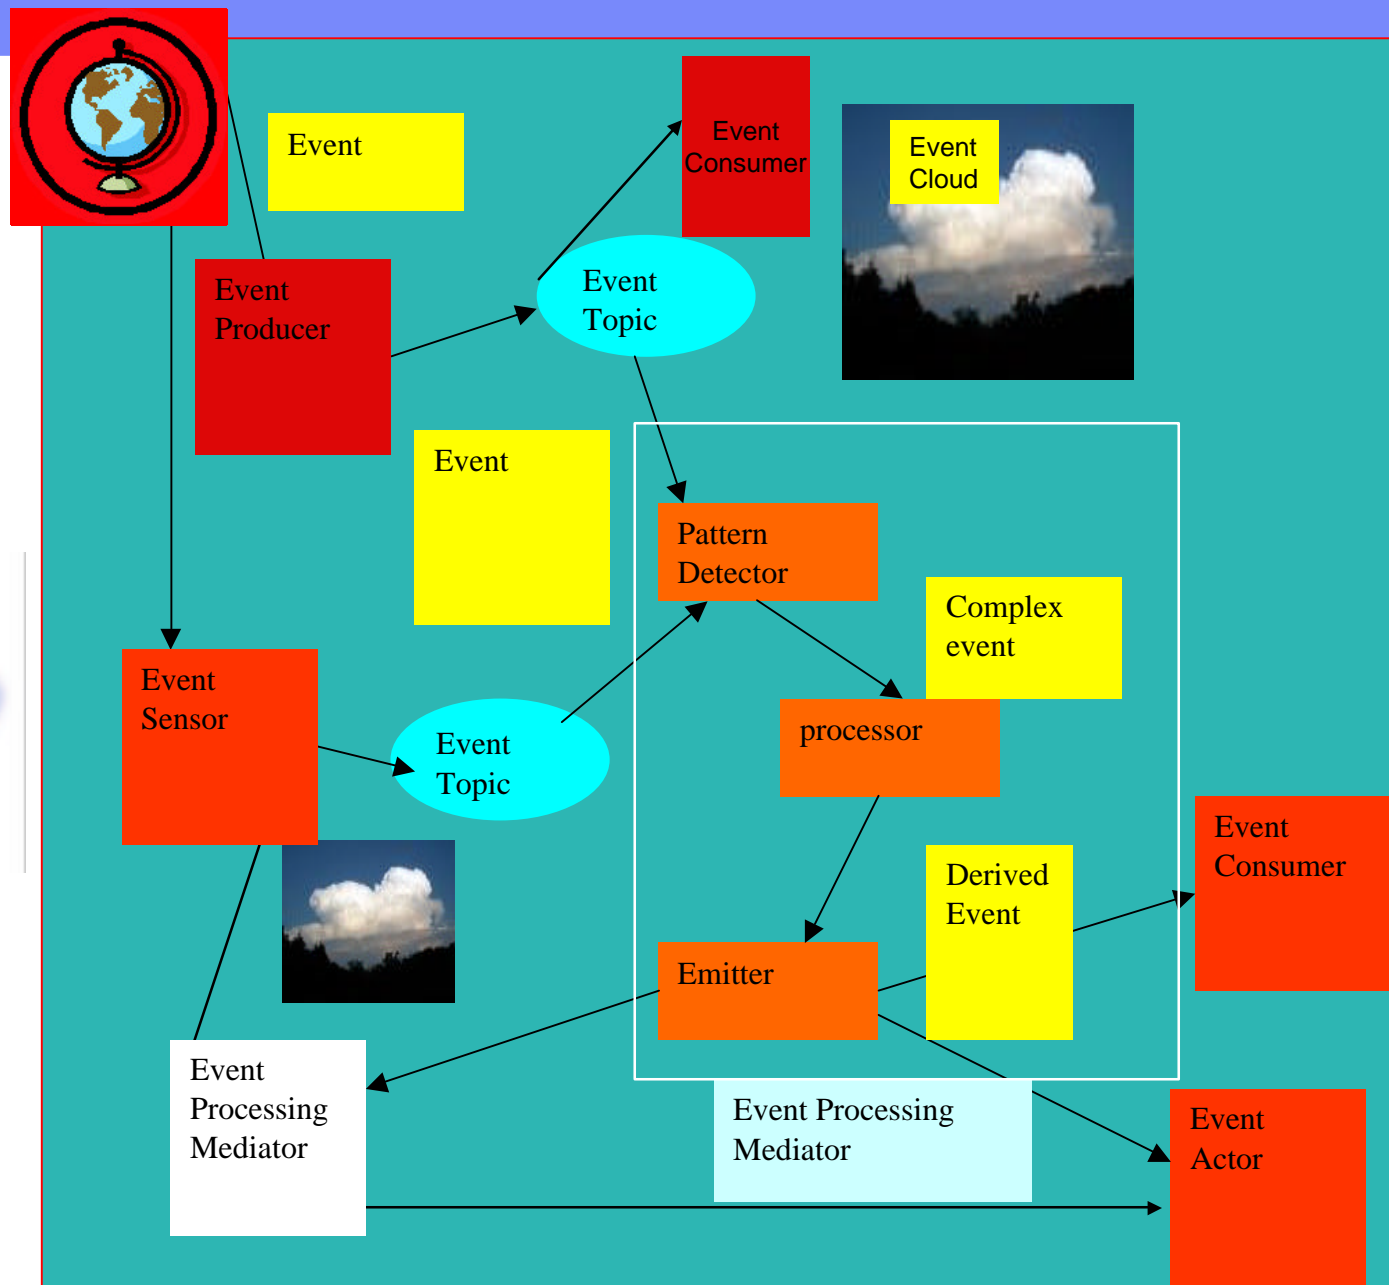 Event
Event
Consumer
Event
Cloud
Event
Producer
Event
Topic
Event
Pattern
Detector
Complex
event
Event
Sensor
processor
Event
Topic
Event
Consumer
Derived
Event
Emitter
Event
Processing
Mediator
Event Processing
Mediator
Event
Actor